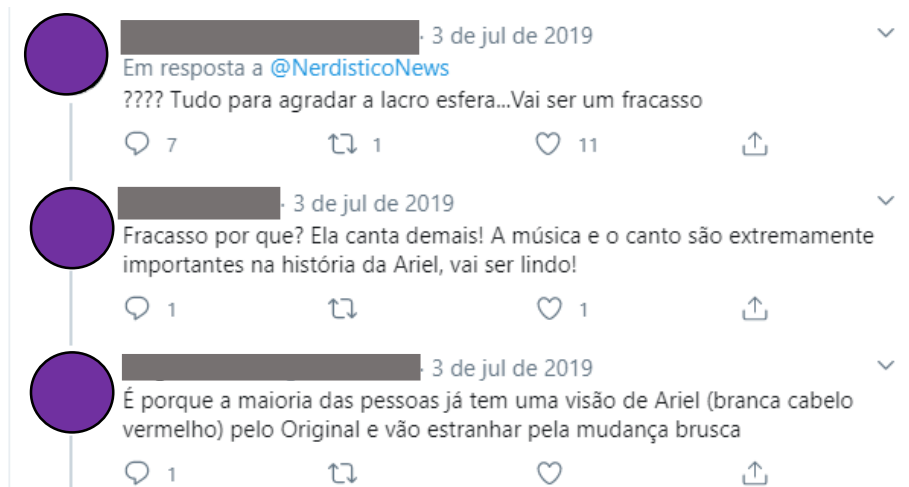 · 3 de jul de 2019
Em resposta a @NerdisticoNews
???? Tudo para agradar a lacro esfera...Vai ser um fracasso
7 1 11
· 3 de jul de 2019
Fracasso por que? Ela canta demais! A música e o canto são extremamente
importantes na história da Ariel, vai ser lindo!
1 1
· 3 de jul de 2019
É porque a maioria das pessoas já tem uma visão de Ariel (branca cabelo
vermelho) pelo Original e vão estranhar pela mudança brusca
1